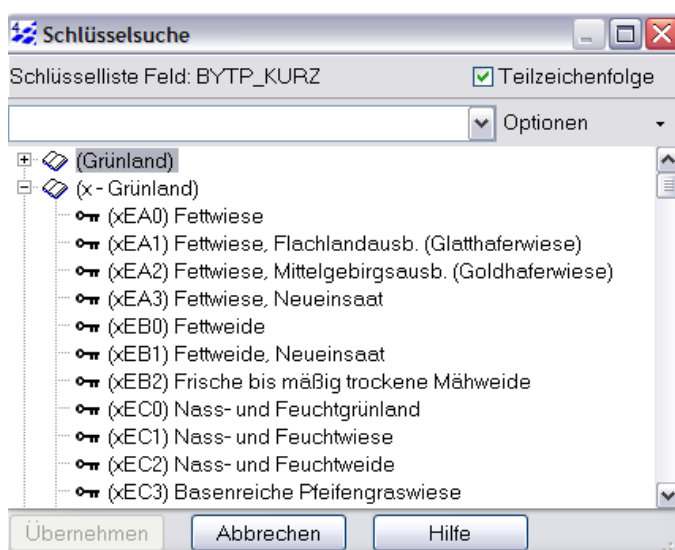 Schlüsselsuche
Schlüsselliste Feld: BYTP_KURZ Teilzeichenfolge
Optionen
(Grünland)
(x - Grünland)
(xEA0) Fettwiese
(xEA1) Fettwiese, Flachlandausb. (Glatthaferwiese)
(xEA2) Fettwiese, Mittelgebirgsausb. (Goldhaferwiese)
(xEA3) Fettwiese, Neueinsaat
(xEB0) Fettweide
(xEB1) Fettweide, Neueinsaat
(xEB2) Frische bis mäßig trockene Mähweide
(xEC0) Nass- und Feuchtgrünland
(xEC1) Nass- und Feuchtwiese
(xEC2) Nass- und Feuchtweide
(xEC3) Basenreiche Pfeifengraswiese
Übernehmen Abbrechen Hilfe